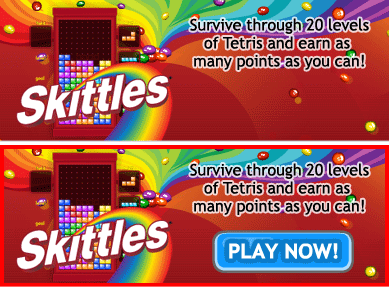 Survive through 20 levels
of Tetris and earn as
many points as you can!
Skittles
Survive through 20 levels
of Tetris and earn as
many points as you can!
Skittles
PLAY NOW!